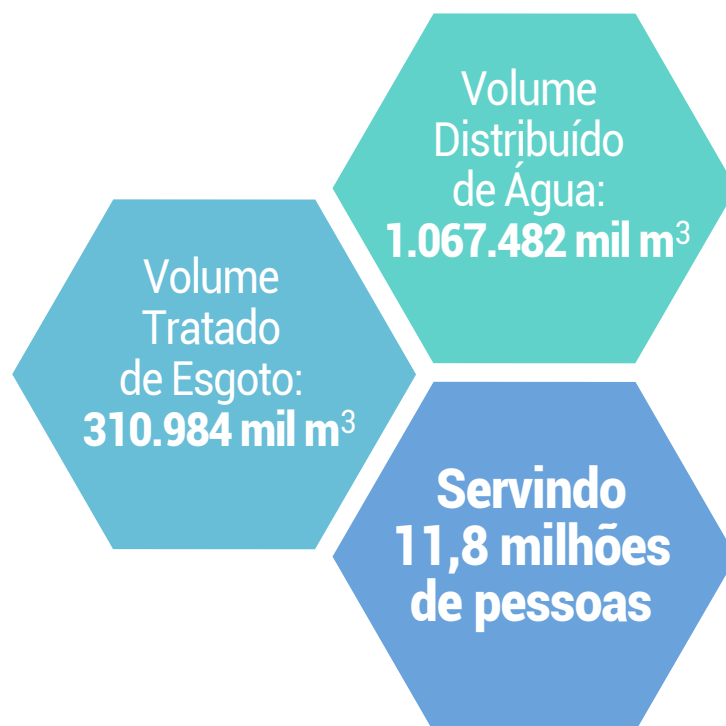 Volume
Distribuído
de Água:
1.067.482 mil m³
Volume
Tratado
de Esgoto:
310.984 mil m³
Servindo
11,8 milhões
de pessoas